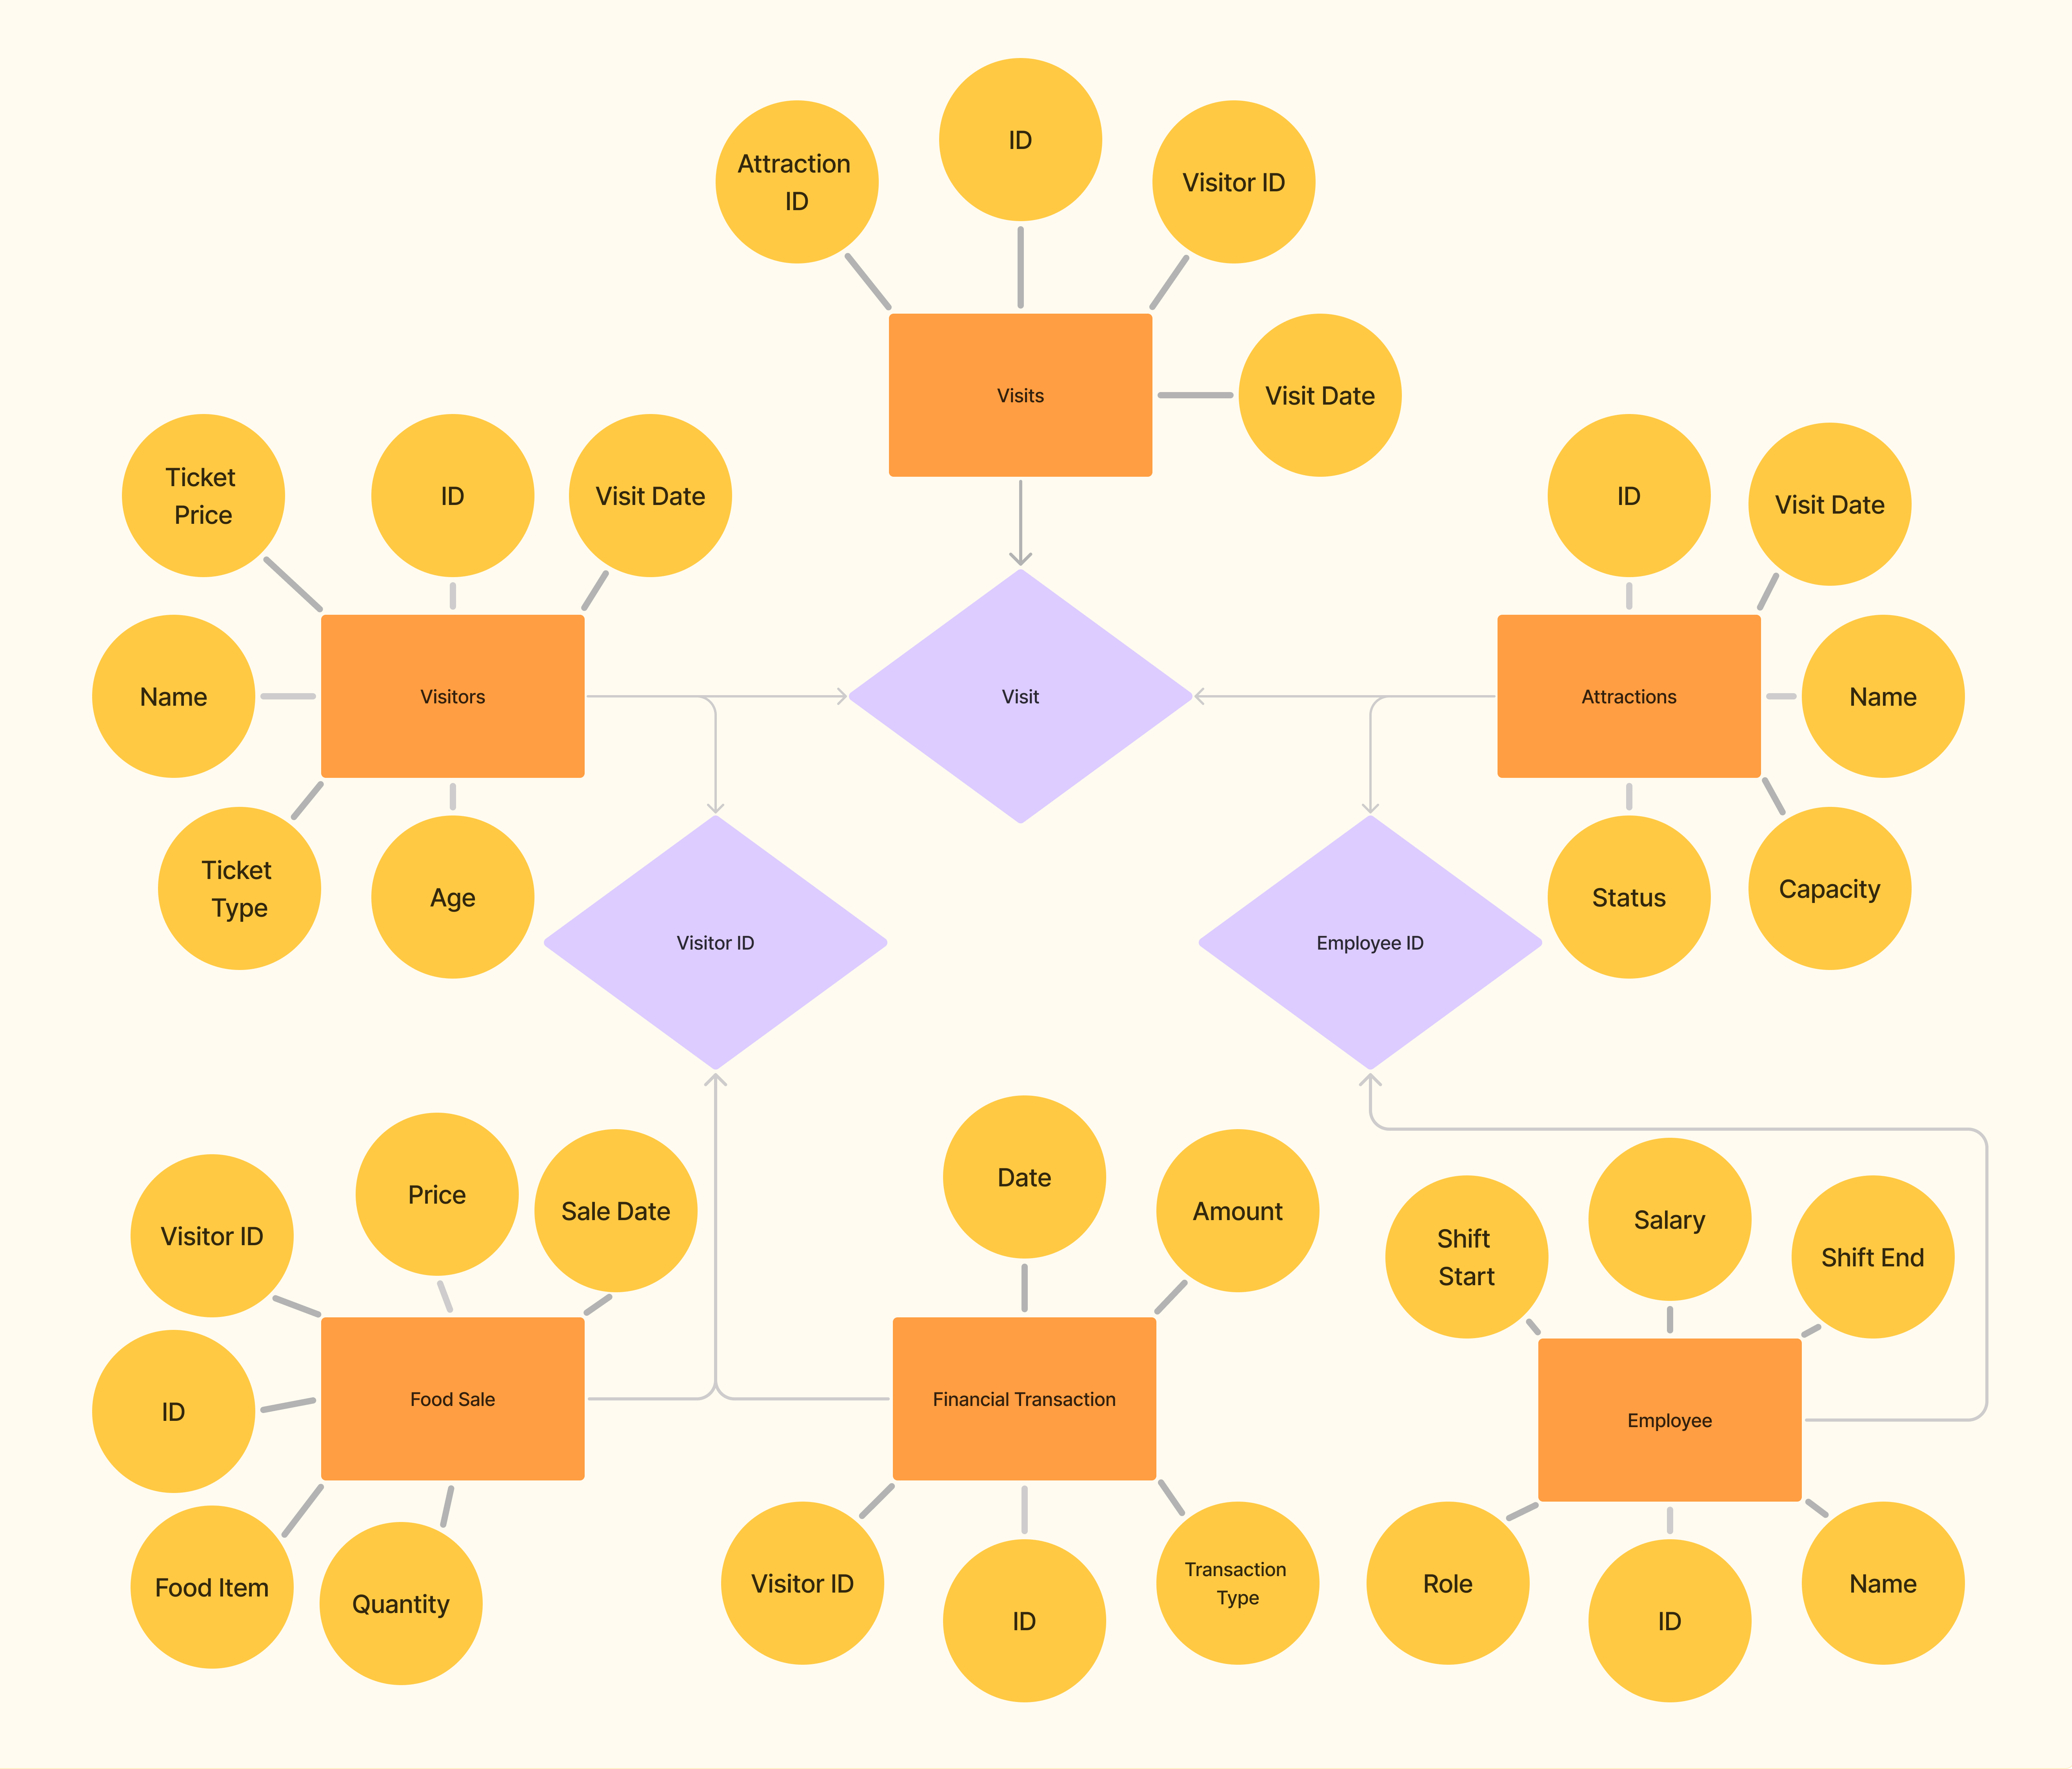 ID
Attraction
ID
Visitor ID
Visits
Visit Date
Ticket
Price
ID
Visit Date
ID
Visit Date
Name
Visitors
Visit
Attractions
Name
Ticket
Type
Age
Status
Capacity
Visitor ID
Employee ID
Visitor ID
Price
Sale Date
Date
Amount
Shift
Start
Salary
Shift End
ID
Food Sale
Financial Transaction
Employee
Food Item
Quantity
Visitor ID
ID
Transaction
Type
Role
ID
Name